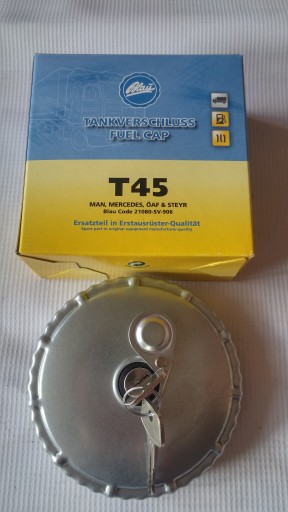 Blau
TANKVERSCHLUSS
FUEL CAP
T45
MAN, MERCEDES, ÖAF & STEYR
Blau Code 21080-SV-906
Ersatzteil in Erstausrüster-Qualität
Spare part in original equipment manufacturer-quality